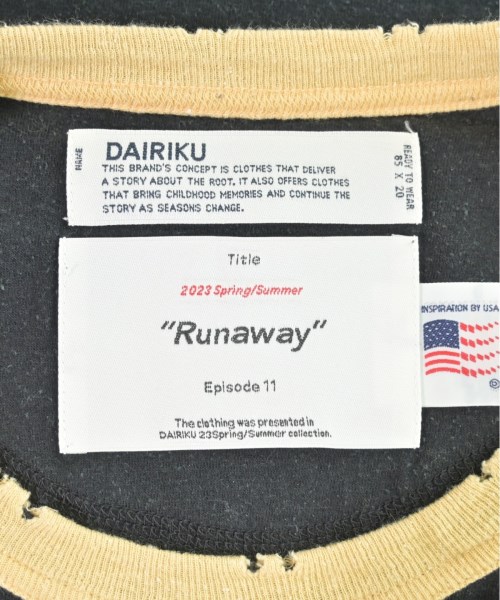 NAME
DAIRIKU
THIS BRAND'S CONCEPT IS CLOTHES THAT DELIVER
A STORY ABOUT THE ROOT. IT ALSO OFFERS CLOTHES
THAT BRING CHILDHOOD MEMORIES AND CONTINUE THE
STORY AS SEASONS CHANGE.
READY TO WEAR
85 X 20
Title
2023 Spring/Summer
"Runaway"
Episode 11
The clothing was presented in
DAIRIKU 23Spring/Summer collection.
INSPIRATION BY USA
©